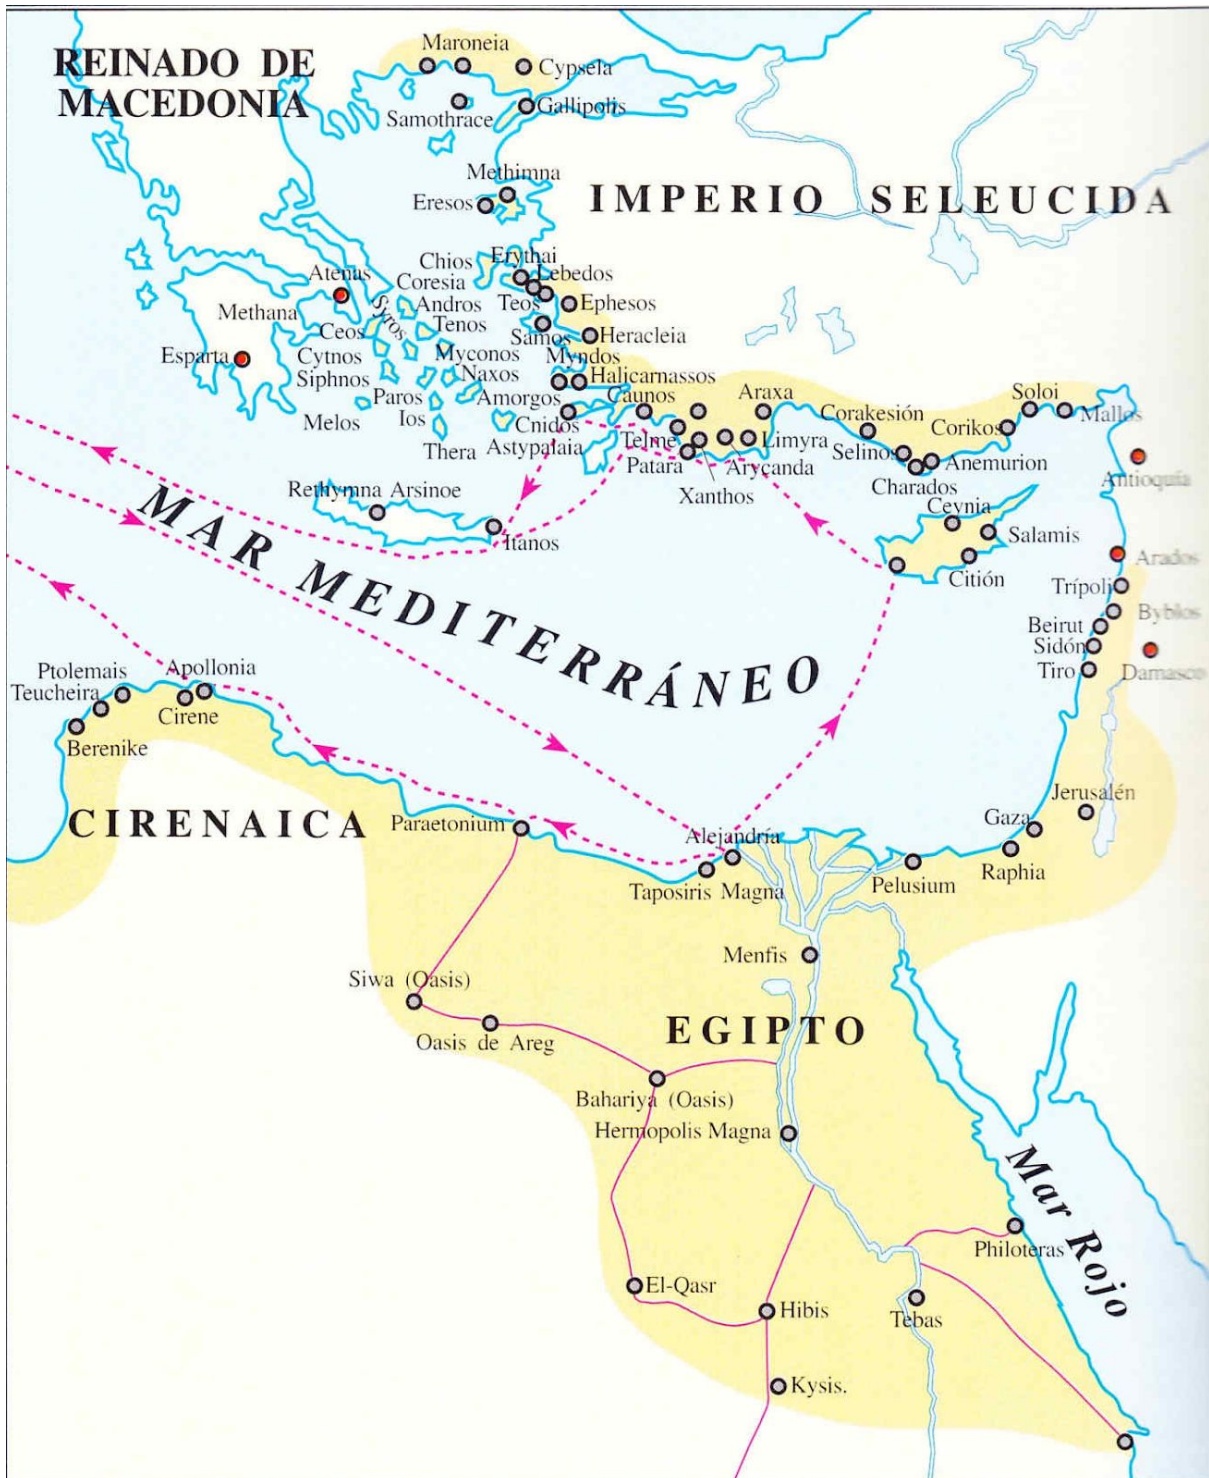 REINADO DE
MACEDONIA
Maroneia
Cypsela
Samothrace
Gallipolis
Methimna
Eresos
IMPERIO SELEUCIDA
Chios
Erythai
Lebedos
Coresia
Atenas
Andros
Teos
Ephesos
Methana
Syros
Ceos
Tenos
Samos
Heracleia
Esparta
Cytnos
Myconos
Myndos
Siphnos
Naxos
Halicarnassos
Paros
Amorgos
Caunos
Araxa
Soloi
Melos
Ios
Cnidos
Corakesión
Corikos
Mallos
Thera
Astypalaia
Telme
Limyra
Selinos
Anemurion
Patara
Arycanda
Charados
Antioquía
Xanthos
Rethymna Arsinoe
Itanos
Ceynia
Salamis
Citión
Arados
Trípoli
Byblos
Beirut
Sidón
Tiro
Damasco
MAR MEDITERRÁNEO
Ptolemais
Apollonia
Teucheira
Cirene
Berenike
CIRENAICA
Paraetonium
Alejandría
Taposiris Magna
Pelusium
Jerusalén
Gaza
Raphia
Menfis
Siwa (Oasis)
Oasis de Areg
EGIPTO
Bahariya (Oasis)
Hermopolis Magna
Mar Rojo
Philoteras
El-Qasr
Hibis
Tebas
Kysis.